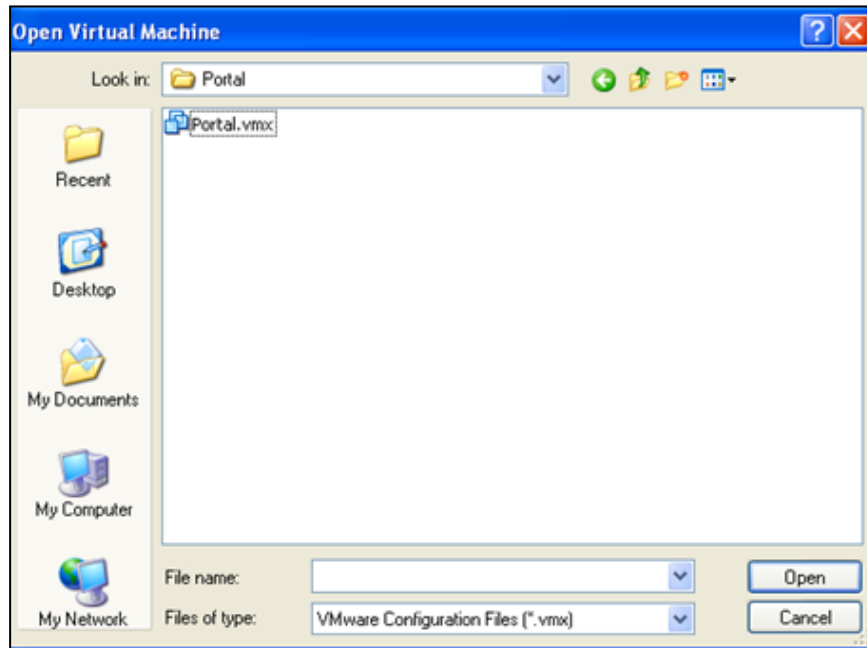 Open Virtual Machine
Look in: Portal
Portal.vmx
Recent
Desktop
My Documents
My Computer
My Network
File name:
Open
Files of type: VMware Configuration Files (*.vmx)
Cancel